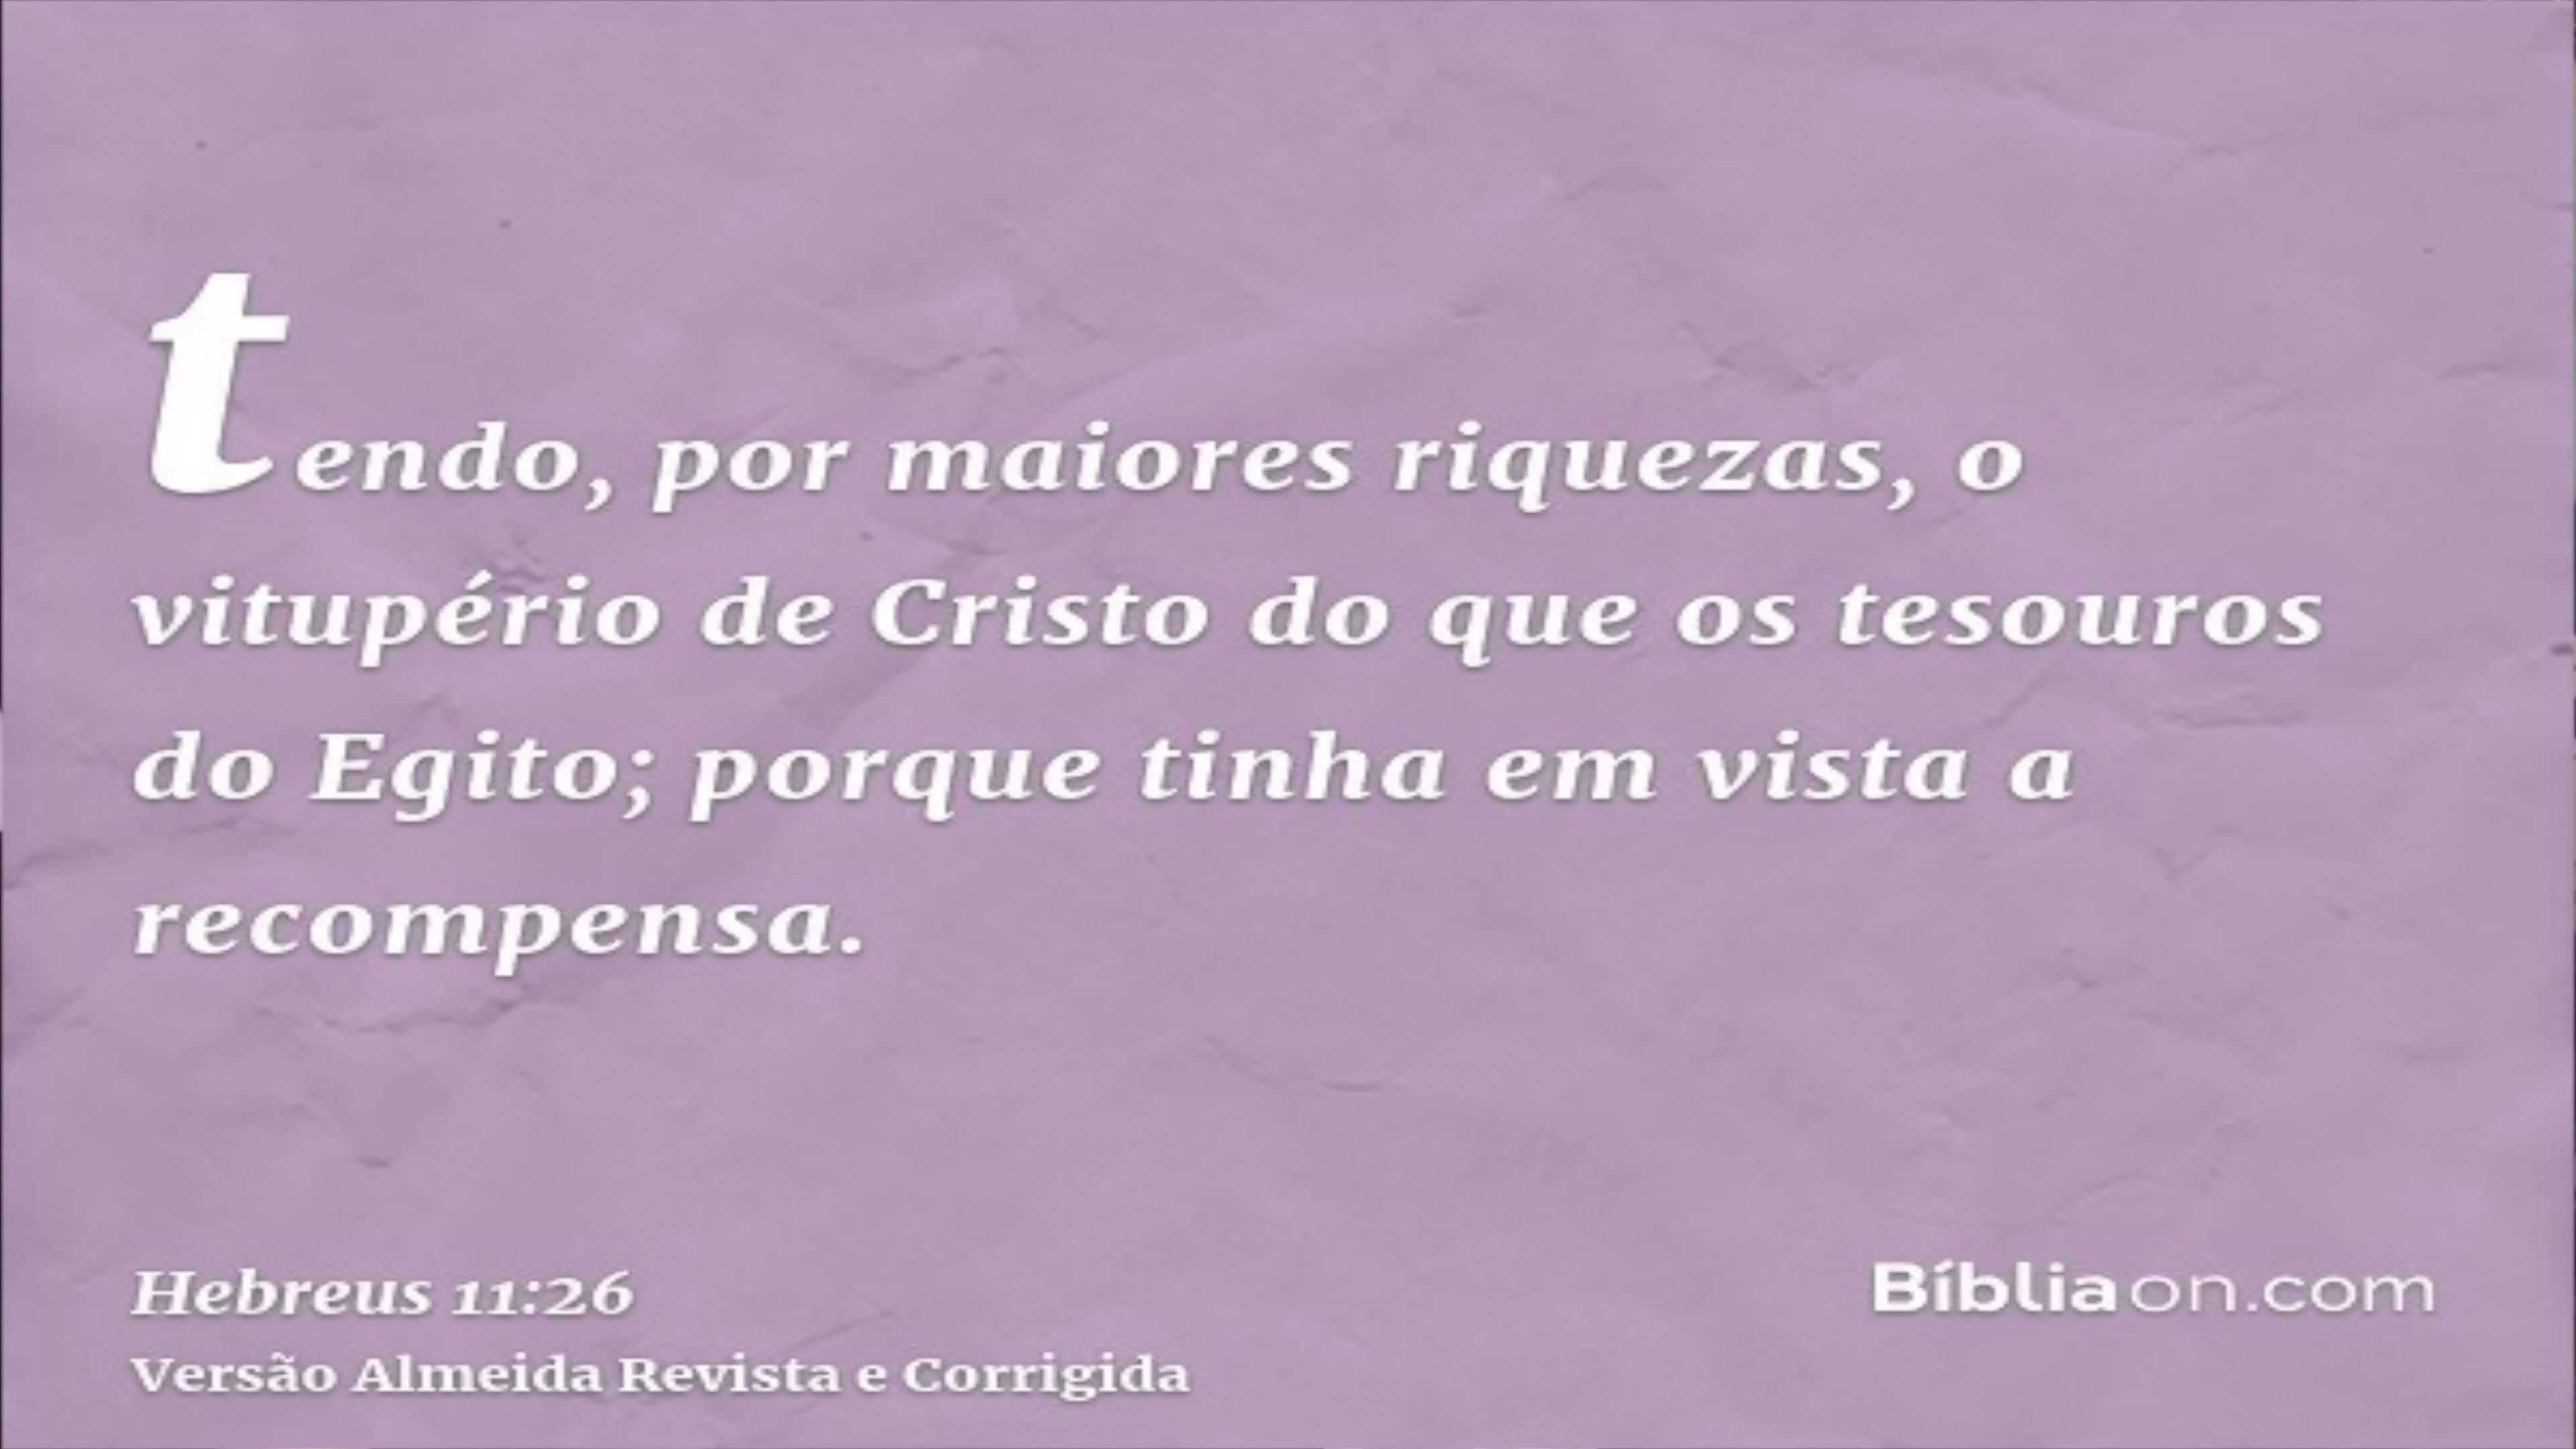 tendo, por maiores riquezas, o
vitupério de Cristo do que os tesouros
do Egito; porque tinha em vista a
recompensa.
Hebreus 11:26
Versão Almeida Revista e Corrigida
Bíbliaon.com